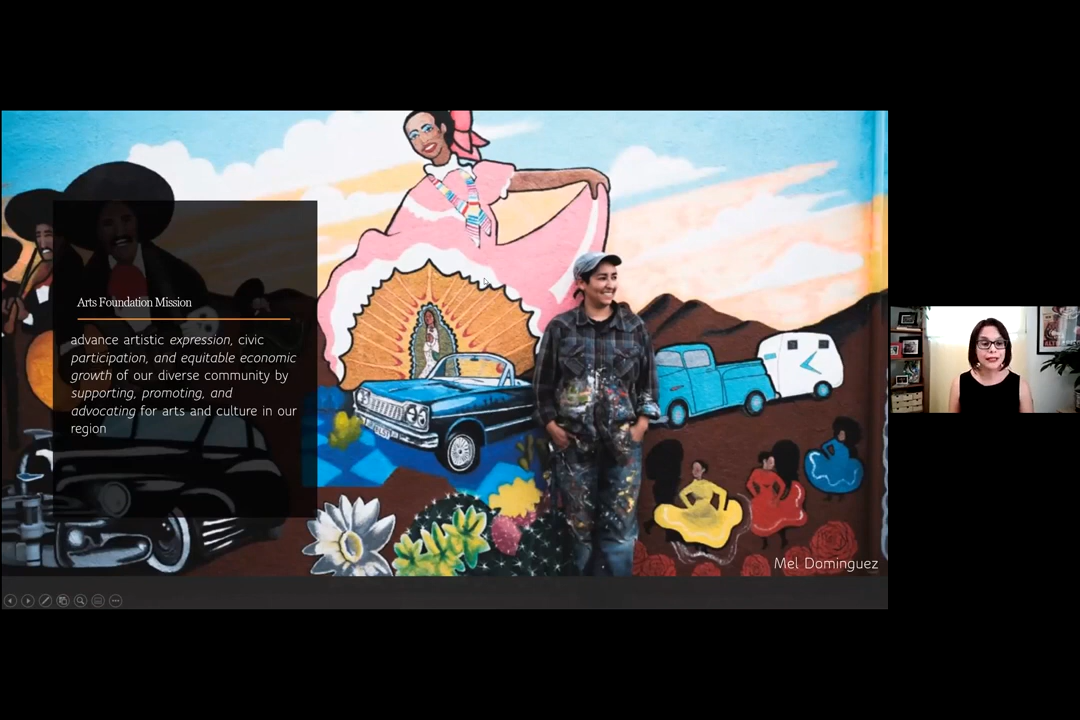 Arts Foundation Mission
advance artistic expression, civic
participation, and equitable economic
growth of our diverse community by
supporting, promoting, and
advocating for arts and culture in our
region
Mel Dominguez